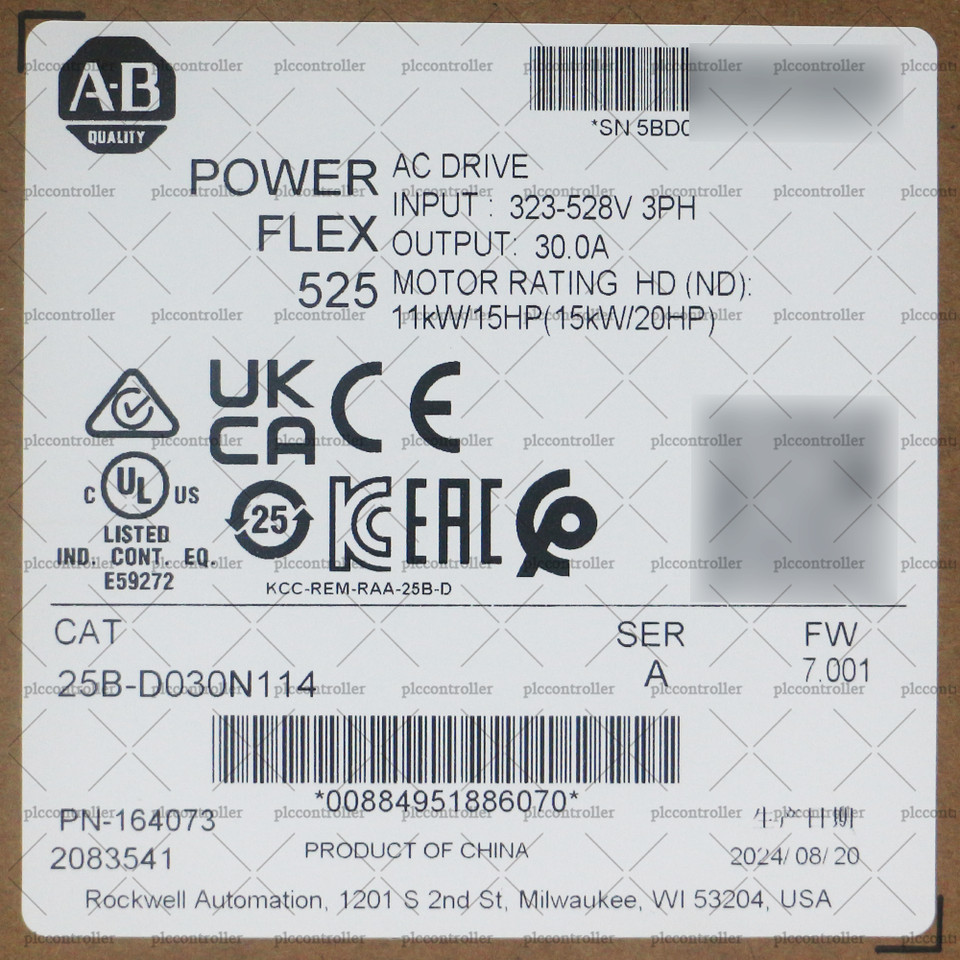 A-B
QUALITY
*SN 5BD0
POWER
FLEX
525
AC DRIVE
INPUT : 323-528V 3PH
OUTPUT: 30.0A
MOTOR RATING HD (ND):
11kW/15HP(15kW/20HP)
UK
CA
CE
C UL US
LISTED
IND. CONT. EQ.
E59272
25
KC
EAC
KCC-REM-RAA-25B-D
CAT
25B-D030N114
SER
A
FW
7.001
*00884951886070*
PN-164073
2083541
PRODUCT OF CHINA
生产日期
2024/08/20
Rockwell Automation, 1201 S 2nd St, Milwaukee, WI 53204, USA
plccontroller